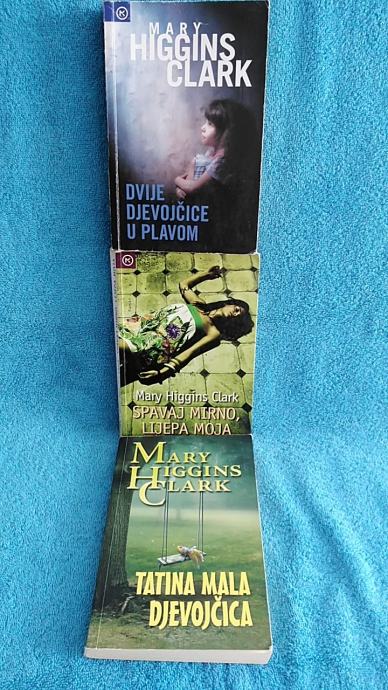 MARY
HIGGINS
CLARK
DVIJE
DJEVOJČICE
U PLAVOM
Mary Higgins Clark
SPAVAJ MIRNO,
LIJEPA MOJA
MARY
HIGGINS
CLARK
TATINA MALA
DJEVOJČICA